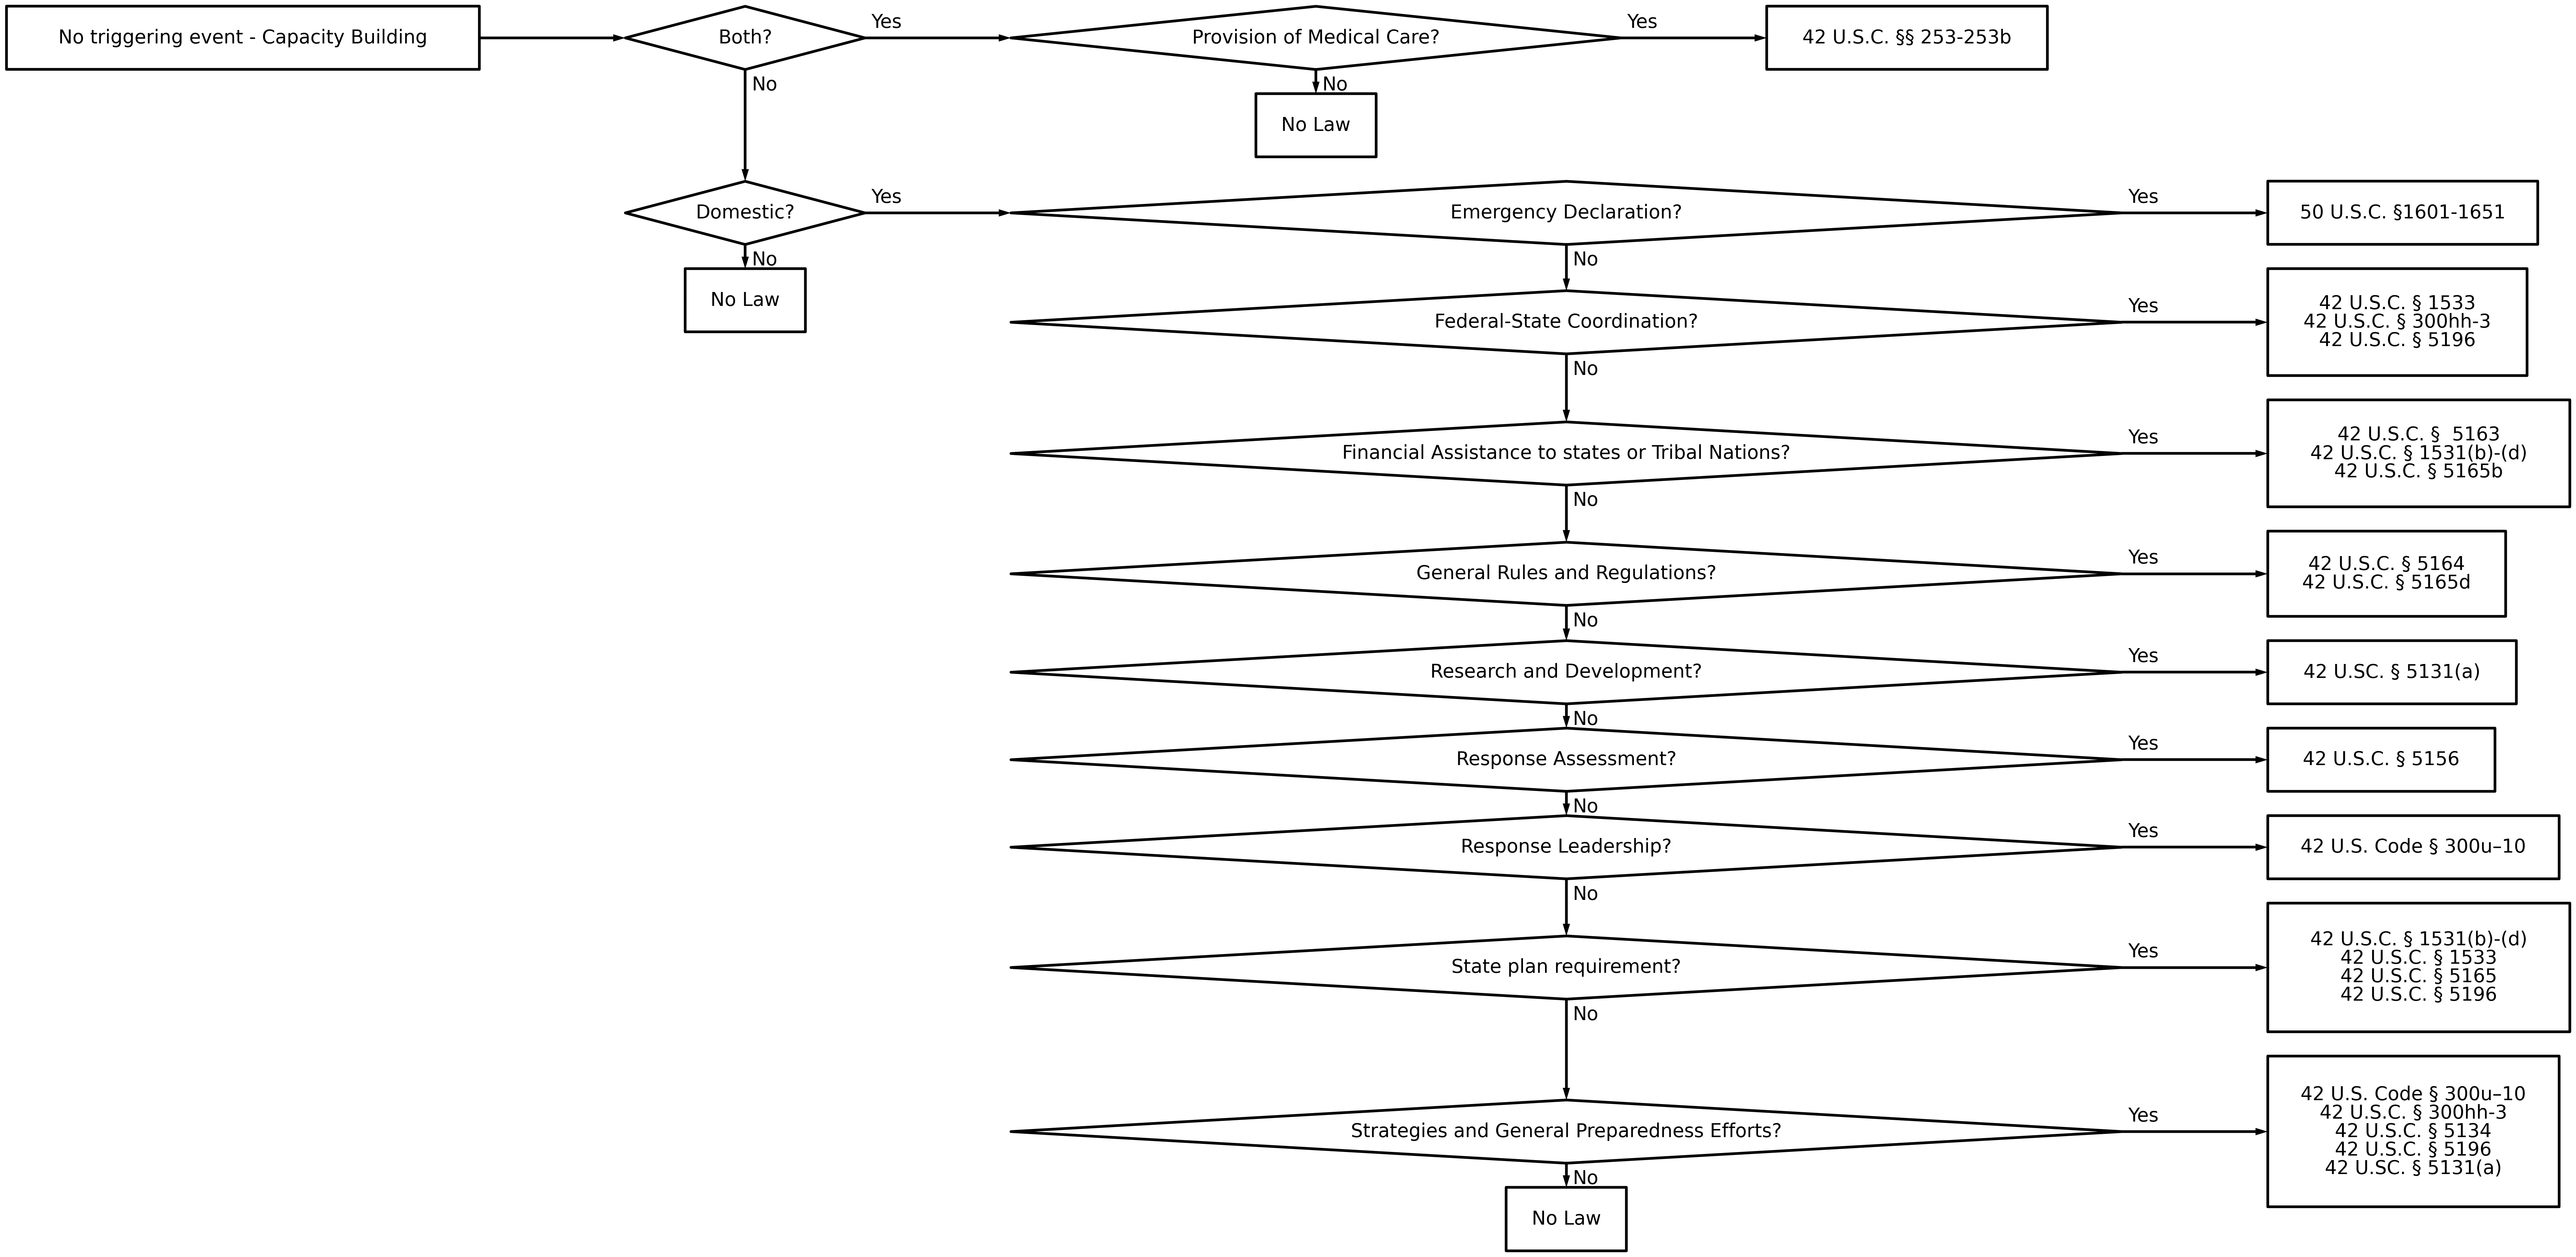 No triggering event - Capacity Building
Both?
Yes
Provision of Medical Care?
Yes
42 U.S.C. §§ 253-253b
No
No
No Law
Domestic?
Yes
Emergency Declaration?
Yes
50 U.S.C. §1601-1651
No
No Law
No
Federal-State Coordination?
Yes
42 U.S.C. § 1533
42 U.S.C. § 300hh-3
42 U.S.C. § 5196
No
Financial Assistance to states or Tribal Nations?
Yes
42 U.S.C. §  5163
42 U.S.C. § 1531(b)-(d)
42 U.S.C. § 5165b
No
General Rules and Regulations?
Yes
42 U.S.C. § 5164
42 U.S.C. § 5165d
No
Research and Development?
Yes
42 USC. § 5131(a)
No
Response Assessment?
Yes
42 U.S.C. § 5156
No
Response Leadership?
Yes
42 U.S. Code § 300u–10
No
State plan requirement?
Yes
42 U.S.C. § 1531(b)-(d)
42 U.S.C. § 1533
42 U.S.C. § 5165
42 U.S.C. § 5196
No
Strategies and General Preparedness Efforts?
Yes
42 U.S. Code § 300u–10
42 U.S.C. § 300hh-3
42 U.S.C. § 5134
42 U.S.C. § 5196
42 USC. § 5131(a)
No
No Law